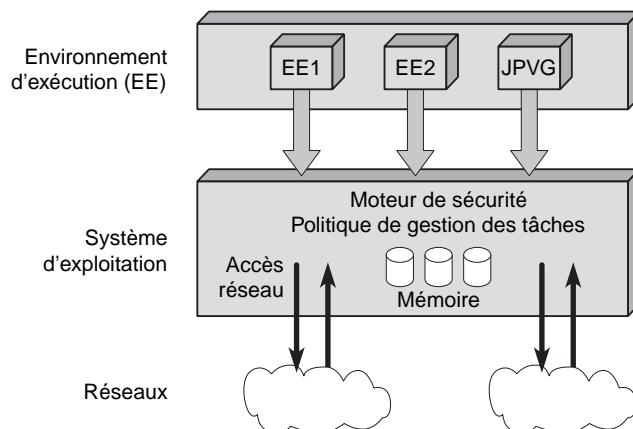 Environnement
d'exécution (EE)
EE1
EE2
JPVG
Moteur de sécurité
Politique de gestion des tâches
Système
d'exploitation
Accès
réseau
Mémoire
Réseaux